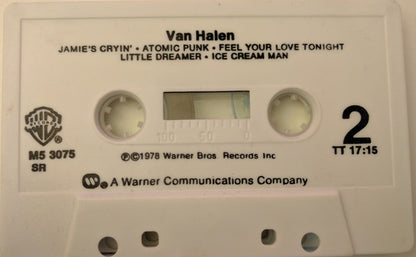 Van Halen
JAMIE'S CRYIN' • ATOMIC PUNK • FEEL YOUR LOVE TONIGHT
LITTLE DREAMER • ICE CREAM MAN
M5 3075
SR
100 50 0
2
TT 17:15
Ⓟ©1978 Warner Bros. Records Inc
A Warner Communications Company